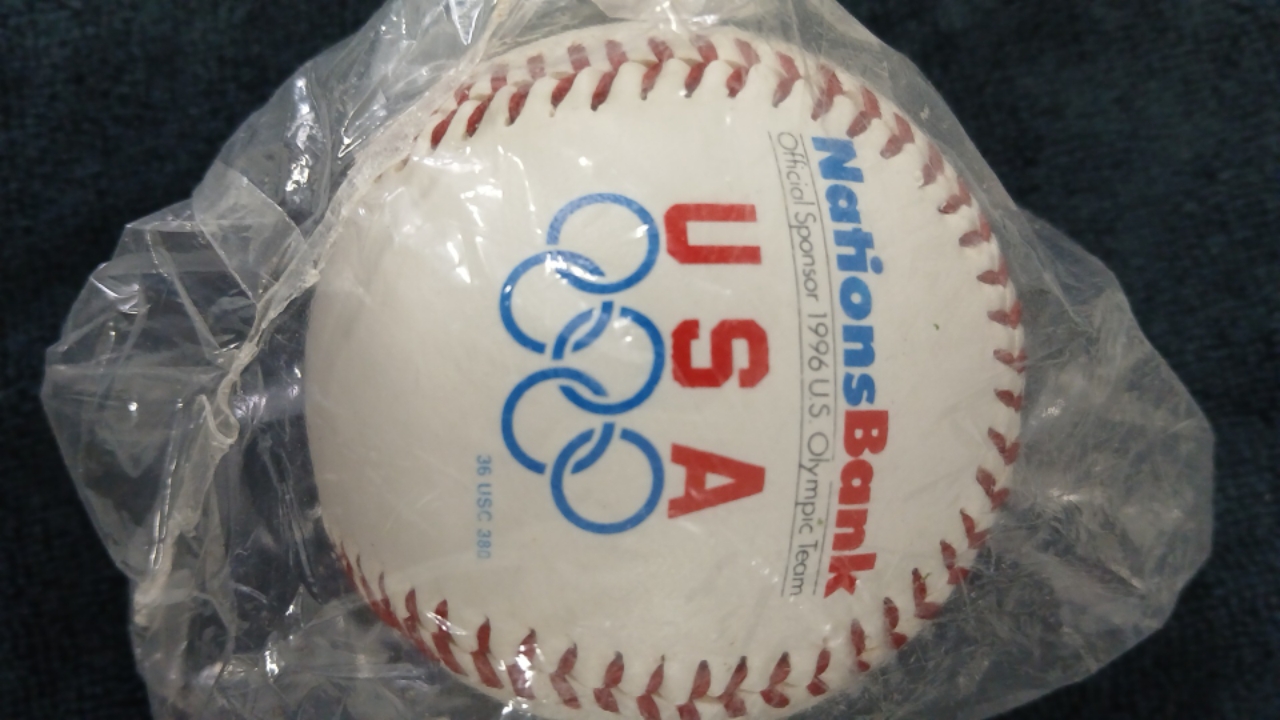 NationsBank
Official Sponsor 1996 U.S. Olympic Team
USA
36 USC 380